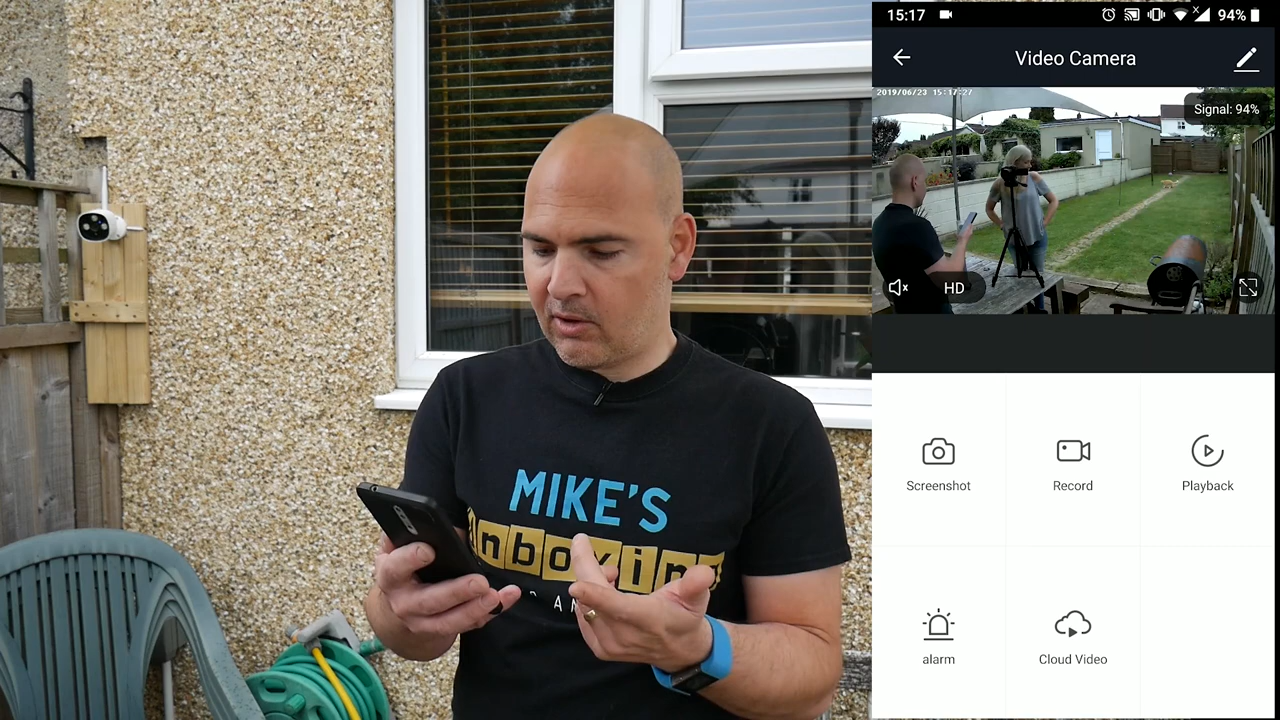 MIKE'S
unboxing
15:17
94%
Video Camera
2019/06/23 15:17:27
Signal: 94%
HD
Screenshot
Record
Playback
alarm
Cloud Video